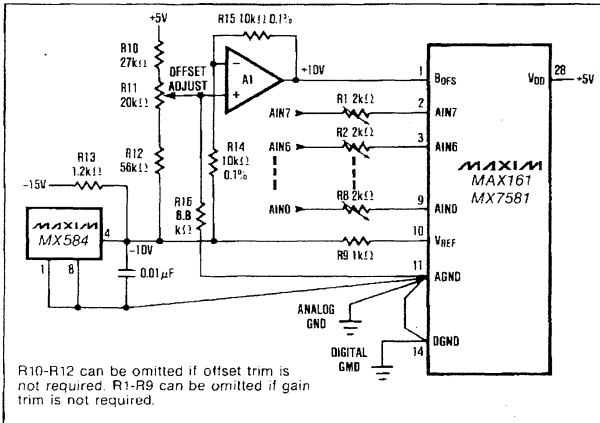 +5V
R10
27kΩ
R11
20kΩ
OFFSET
ADJUST
R12
56kΩ
R13
1.2kΩ
-15V
MAXIM
MX584
4
1
8
-10V
0.01µF
R15 10kΩ 0.1%
-
+
A1
+10V
R14
10kΩ
0.1%
R16
6.8
kΩ
AIN7
R1 2kΩ
AIN6
R2 2kΩ
AIN0
R8 2kΩ
R9 1kΩ
1 BOFS
2 AIN7
3 AIN6
9 AIN0
10 VREF
11 AGND
DGND
14
VDD 28
+5V
MAXIM
MAX161
MX7581
ANALOG
GND
DIGITAL
GMD
R10-R12 can be omitted if offset trim is
not required. R1-R9 can be omitted if gain
trim is not required.